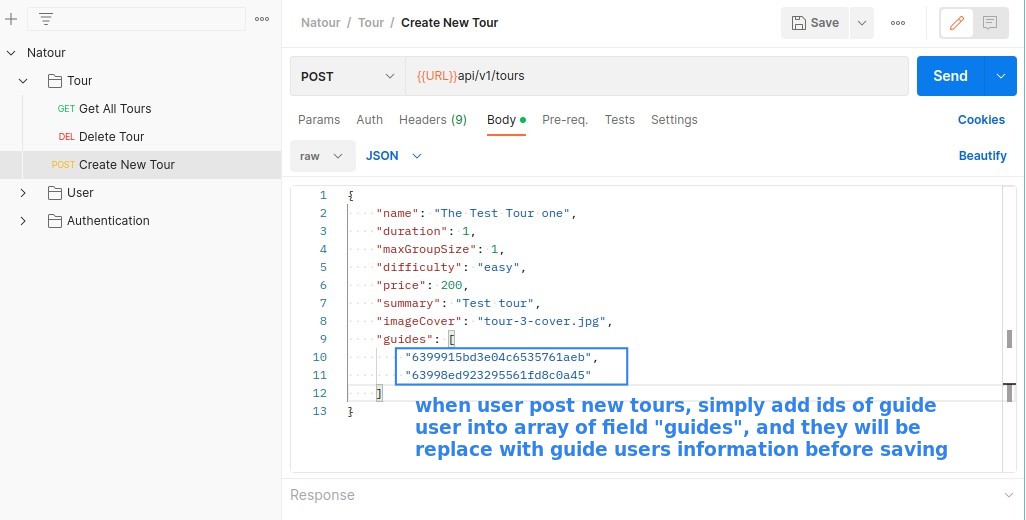 Natour / Tour / Create New Tour
Save
Natour
Tour
GET Get All Tours
DEL Delete Tour
POST Create New Tour
User
Authentication
POST
{{URL}}api/v1/tours
Send
Params Auth Headers (9) Body Pre-req. Tests Settings Cookies
raw JSON Beautify
1 {
2 "name": "The Test Tour one",
3 "duration": 1,
4 "maxGroupSize": 1,
5 "difficulty": "easy",
6 "price": 200,
7 "summary": "Test tour",
8 "imageCover": "tour-3-cover.jpg",
9 "guides": [
10 "6399915bd3e04c6535761aeb",
11 "63998ed923295561fd8c0a45"
12 ]
13 }
when user post new tours, simply add ids of guide
user into array of field "guides", and they will be
replace with guide users information before saving
Response